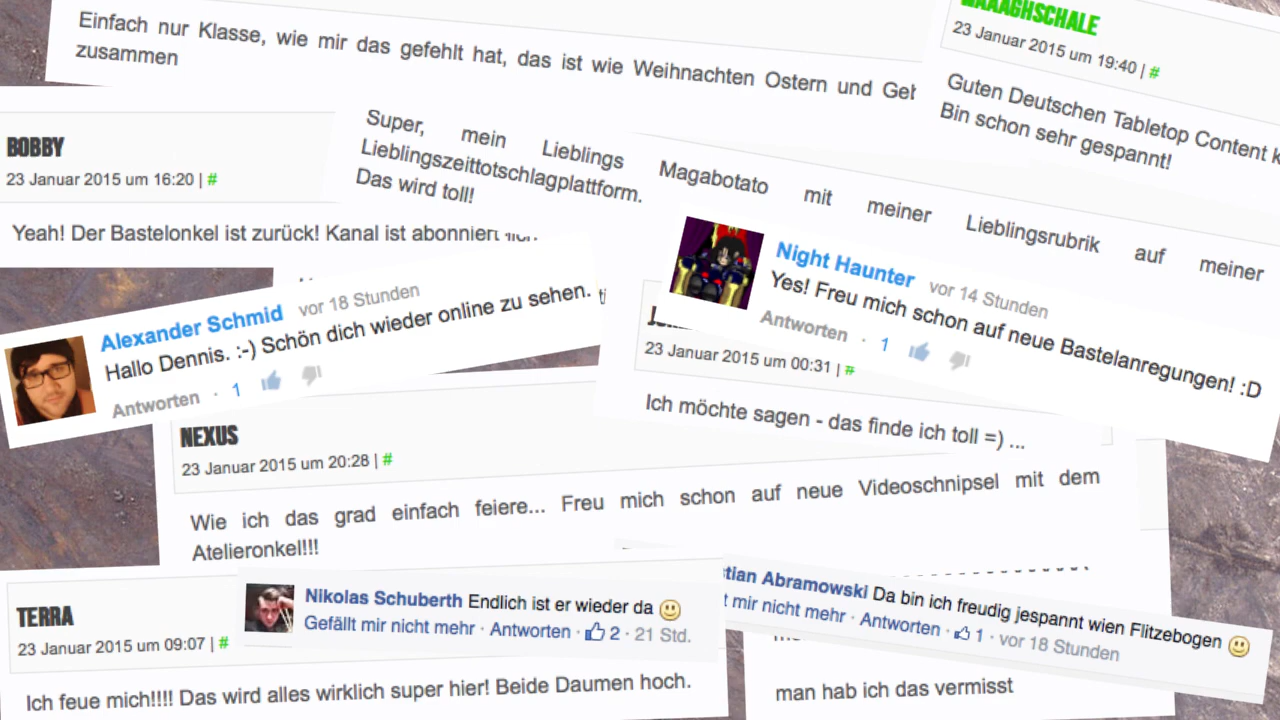 Einfach nur Klasse, wie mir das gefehlt hat, das ist wie Weihnachten Ostern und
zusammen
23 Januar 2015 um 19:40 | #
Guten Deutschen Tabletop Content
Bin schon sehr gespannt!
BOBBY
23 Januar 2015 um 16:20 | #
Yeah! Der Bastelonkel ist zurück! Kanal ist abonniert
Super, mein Lieblings Magabotato mit meiner Lieblingsrubrik auf meiner
Lieblingszeittotschlagplattform.
Das wird toll!
Alexander Schmid vor 18 Stunden
Hallo Dennis. :-) Schön dich wieder online zu sehen.
Antworten · 1
Night Haunter vor 14 Stunden
Yes! Freu mich schon auf neue Bastelanregungen! :D
Antworten · 1
23 Januar 2015 um 00:31 | #
Ich möchte sagen - das finde ich toll =) ...
NEXUS
23 Januar 2015 um 20:28 | #
Wie ich das grad einfach feiere... Freu mich schon auf neue Videoschnipsel mit dem
Atelieronkel!!!
TERRA
23 Januar 2015 um 09:07 | #
Ich feue mich!!!! Das wird alles wirklich super hier! Beide Daumen hoch.
Nikolas Schuberth Endlich ist er wieder da 🙂
Gefällt mir nicht mehr · Antworten · 2 · 21 Std.
tian Abramowski Da bin ich freudig jespannt wien Flitzebogen 🙂
t mir nicht mehr · Antworten · 1 · vor 18 Stunden
man hab ich das vermisst